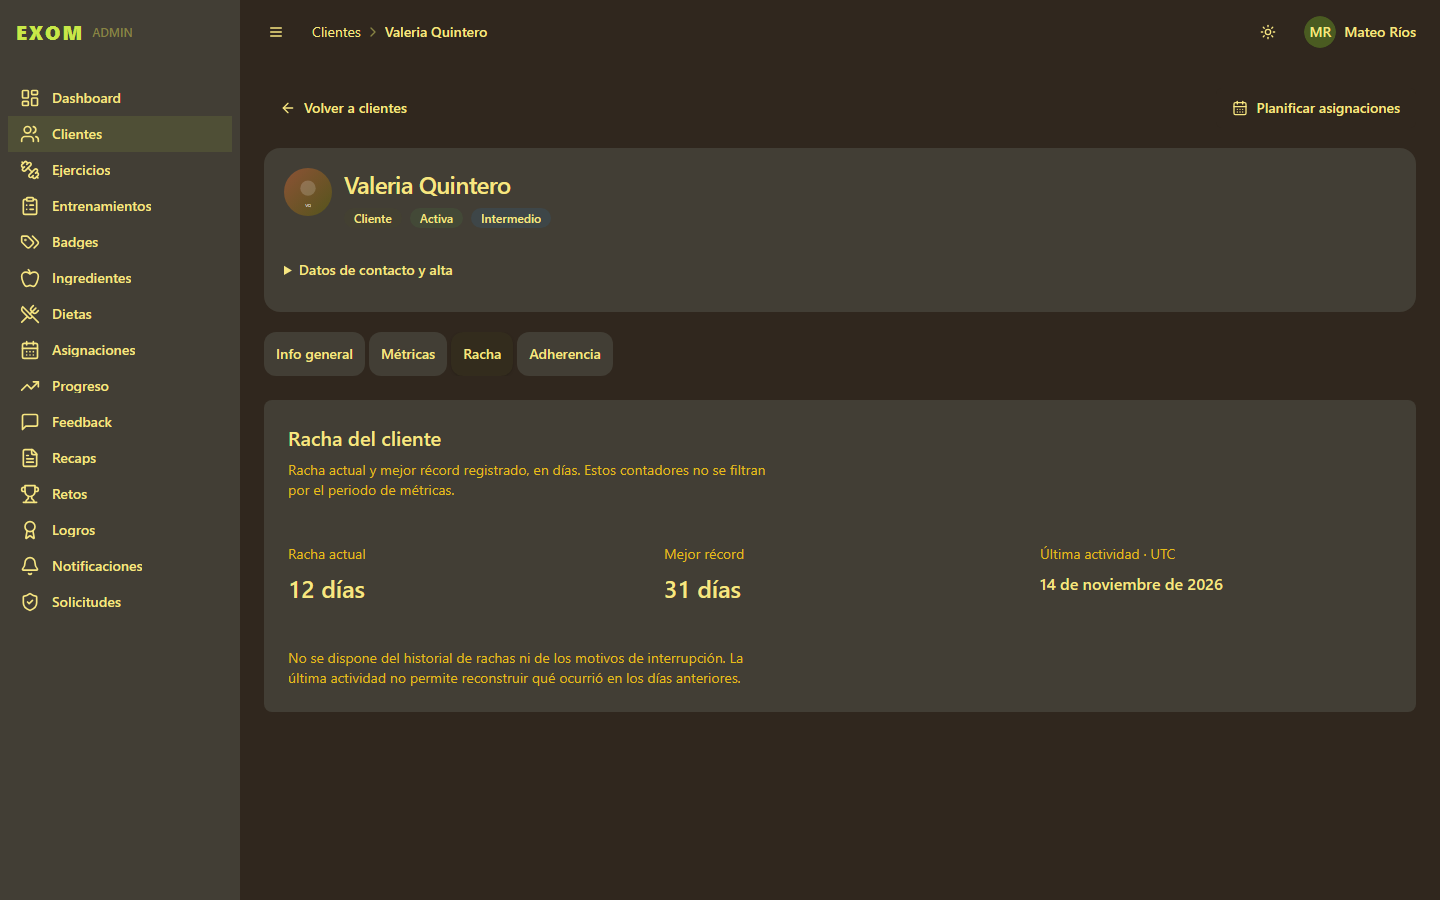 EXOM ADMIN
Clientes > Valeria Quintero
MR Mateo Ríos
Dashboard
Clientes
Ejercicios
Entrenamientos
Badges
Ingredientes
Dietas
Asignaciones
Progreso
Feedback
Recaps
Retos
Logros
Notificaciones
Solicitudes
Volver a clientes
Planificar asignaciones
VQ
Valeria Quintero
Cliente Activa Intermedio
Datos de contacto y alta
Info general Métricas Racha Adherencia
Racha del cliente
Racha actual y mejor récord registrado, en días. Estos contadores no se filtran
por el periodo de métricas.
Racha actual
12 días
Mejor récord
31 días
Última actividad · UTC
14 de noviembre de 2026
No se dispone del historial de rachas ni de los motivos de interrupción. La
última actividad no permite reconstruir qué ocurrió en los días anteriores.